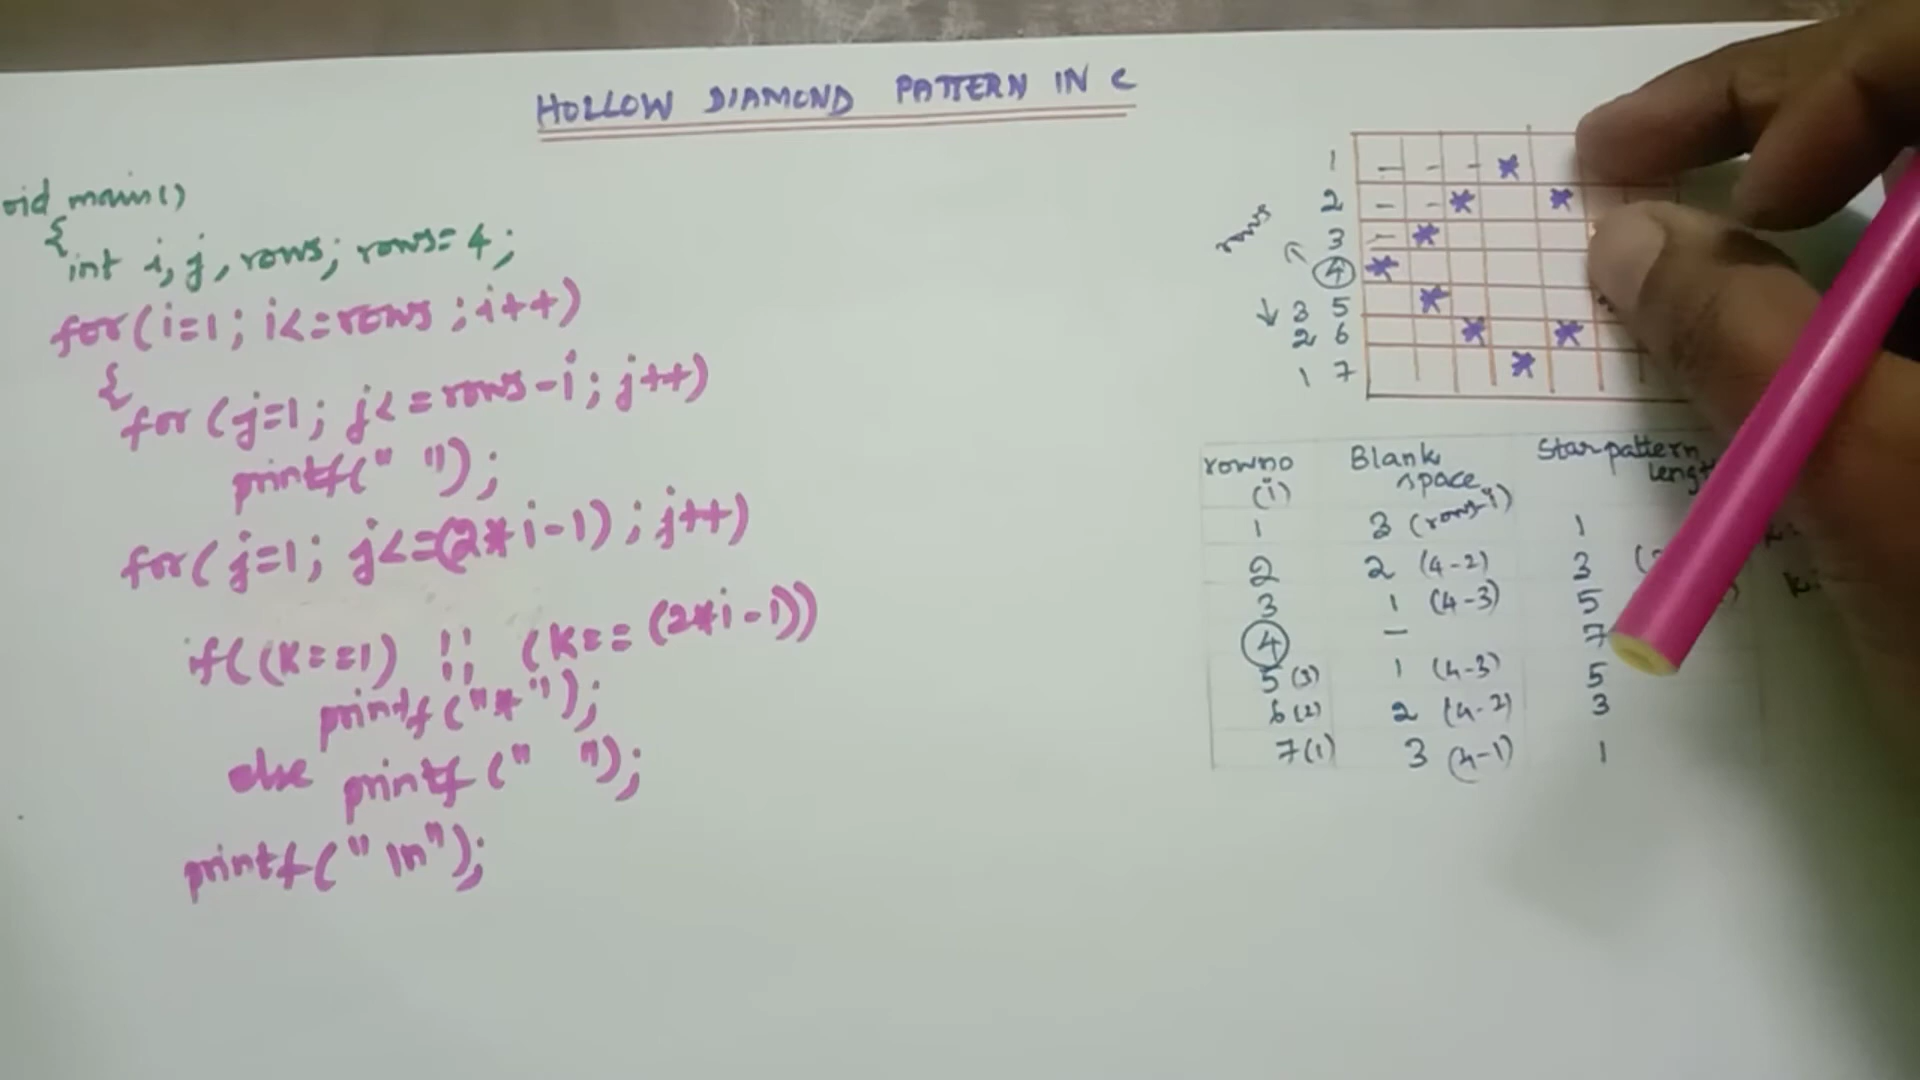 HOLLOW DIAMOND PATTERN IN C
oid main()
{
int i, j, rows; rows=4;
for(i=1; i<=rows; i++)
{
for (j=1; j<=rows-i; j++)
printf(" ");
for(j=1; j<=(2*i-1); j++)
if((K==1) !! (K==(2*i-1))
printf("*");
else printf(" ");
printf("\n");
rows
1 - - - *
2 - - * *
3 - *
4 *
3 5 *
2 6 * *
1 7 *
rowno (i) Blank space Star pattern
1 3 (rows-i) 1
2 2 (4-2) 3
3 1 (4-3) 5
4 - 7
5 (3) 1 (4-3) 5
6 (2) 2 (4-2) 3
7 (1) 3 (4-1) 1